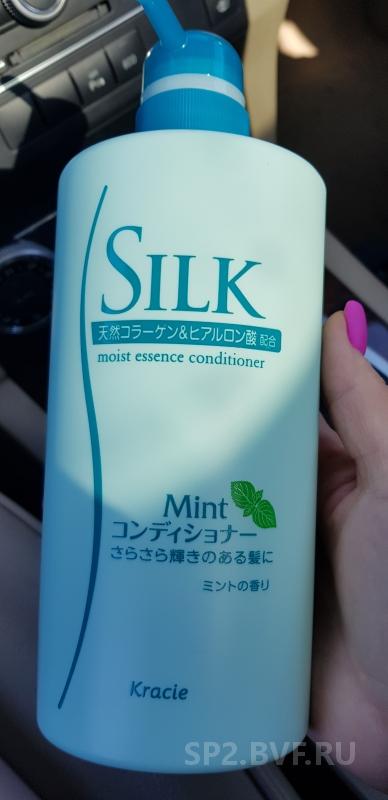 SILK
天然コラーゲン&ヒアルロン酸 配合
moist essence conditioner
Mint
コンディショナー
さらさら輝きのある髪に
ミントの香り
Kracie
SP2.BVF.RU